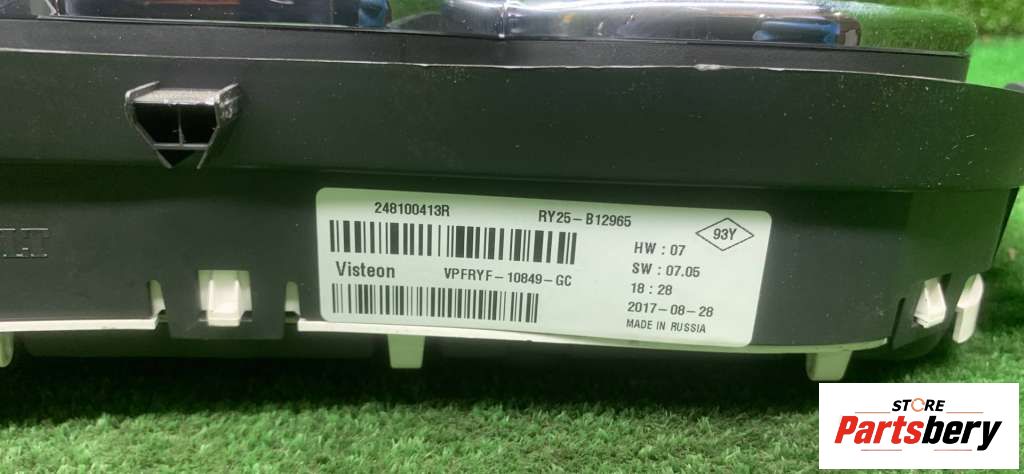 248100413R
RY25-B12965
Visteon
VPFRYF-10849-GC
93Y
HW : 07
SW : 07.05
18 : 28
2017-08-28
MADE IN RUSSIA
STORE
Partsbery